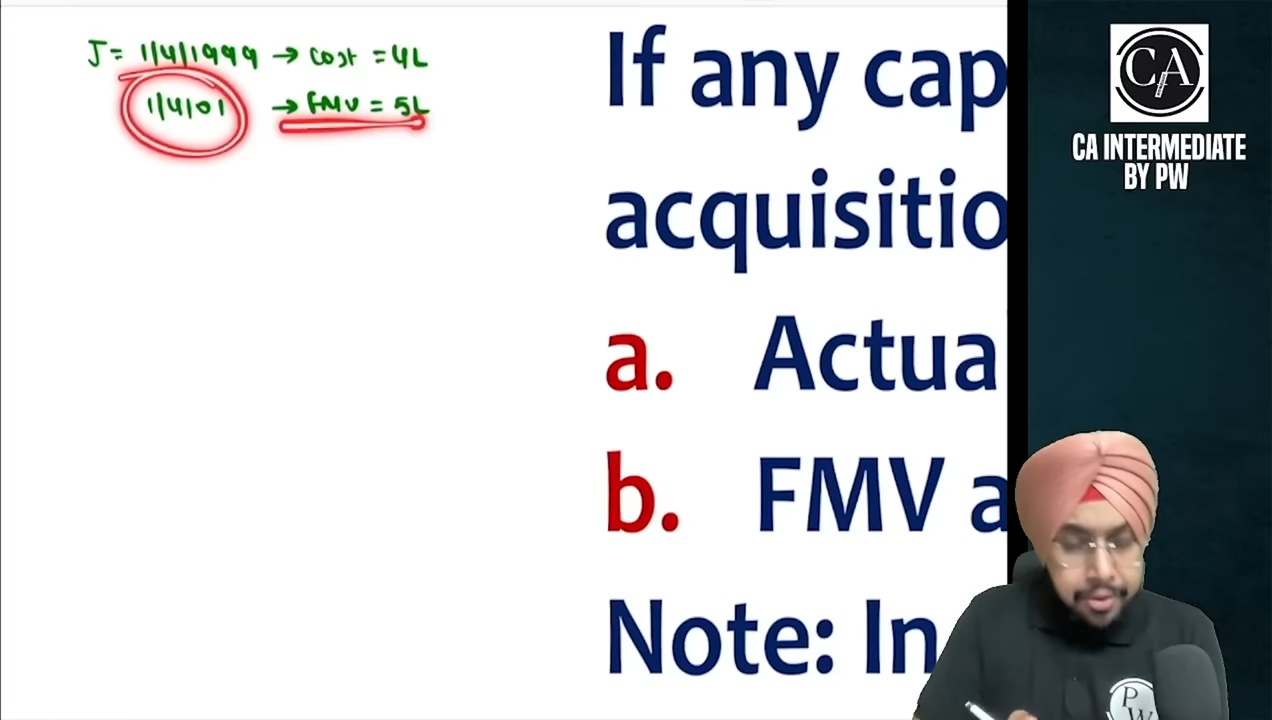 J = 1/4/1999 → Cost = 4L
1/4/01 → FMV = 5L
If any cap
acquisitio
a. Actua
b. FMV a
Note: In
CA
CA INTERMEDIATE
BY PW
PW